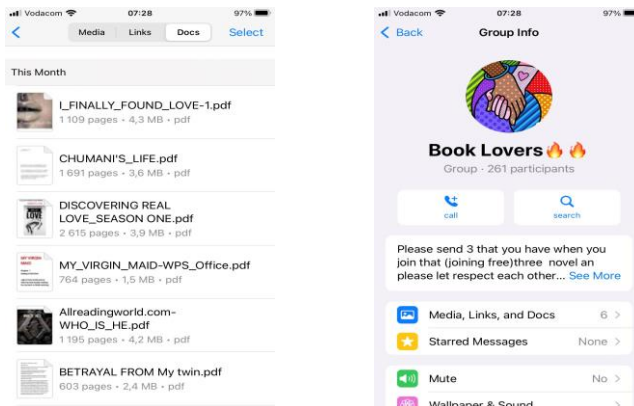 Vodacom 07:28 97%
Media Links Docs Select
This Month
I_FINALLY_FOUND_LOVE-1.pdf
1 109 pages • 4,3 MB • pdf
CHUMANI'S_LIFE.pdf
1 691 pages • 3,6 MB • pdf
DISCOVERING REAL
LOVE_SEASON ONE.pdf
2 615 pages • 3,9 MB • pdf
MY_VIRGIN_MAID-WPS_Office.pdf
764 pages • 1,5 MB • pdf
Allreadingworld.com-
WHO_IS_HE.pdf
1 195 pages • 4,2 MB • pdf
BETRAYAL FROM My twin.pdf
603 pages • 2,4 MB • pdf
Vodacom 07:28 97%
Back Group Info
Book Lovers🔥🔥
Group · 261 participants
call search
Please send 3 that you have when you
join that (joining free)three novel an
please let respect each other... See More
Media, Links, and Docs 6
Starred Messages None
Mute No
Wallpaper & Sound